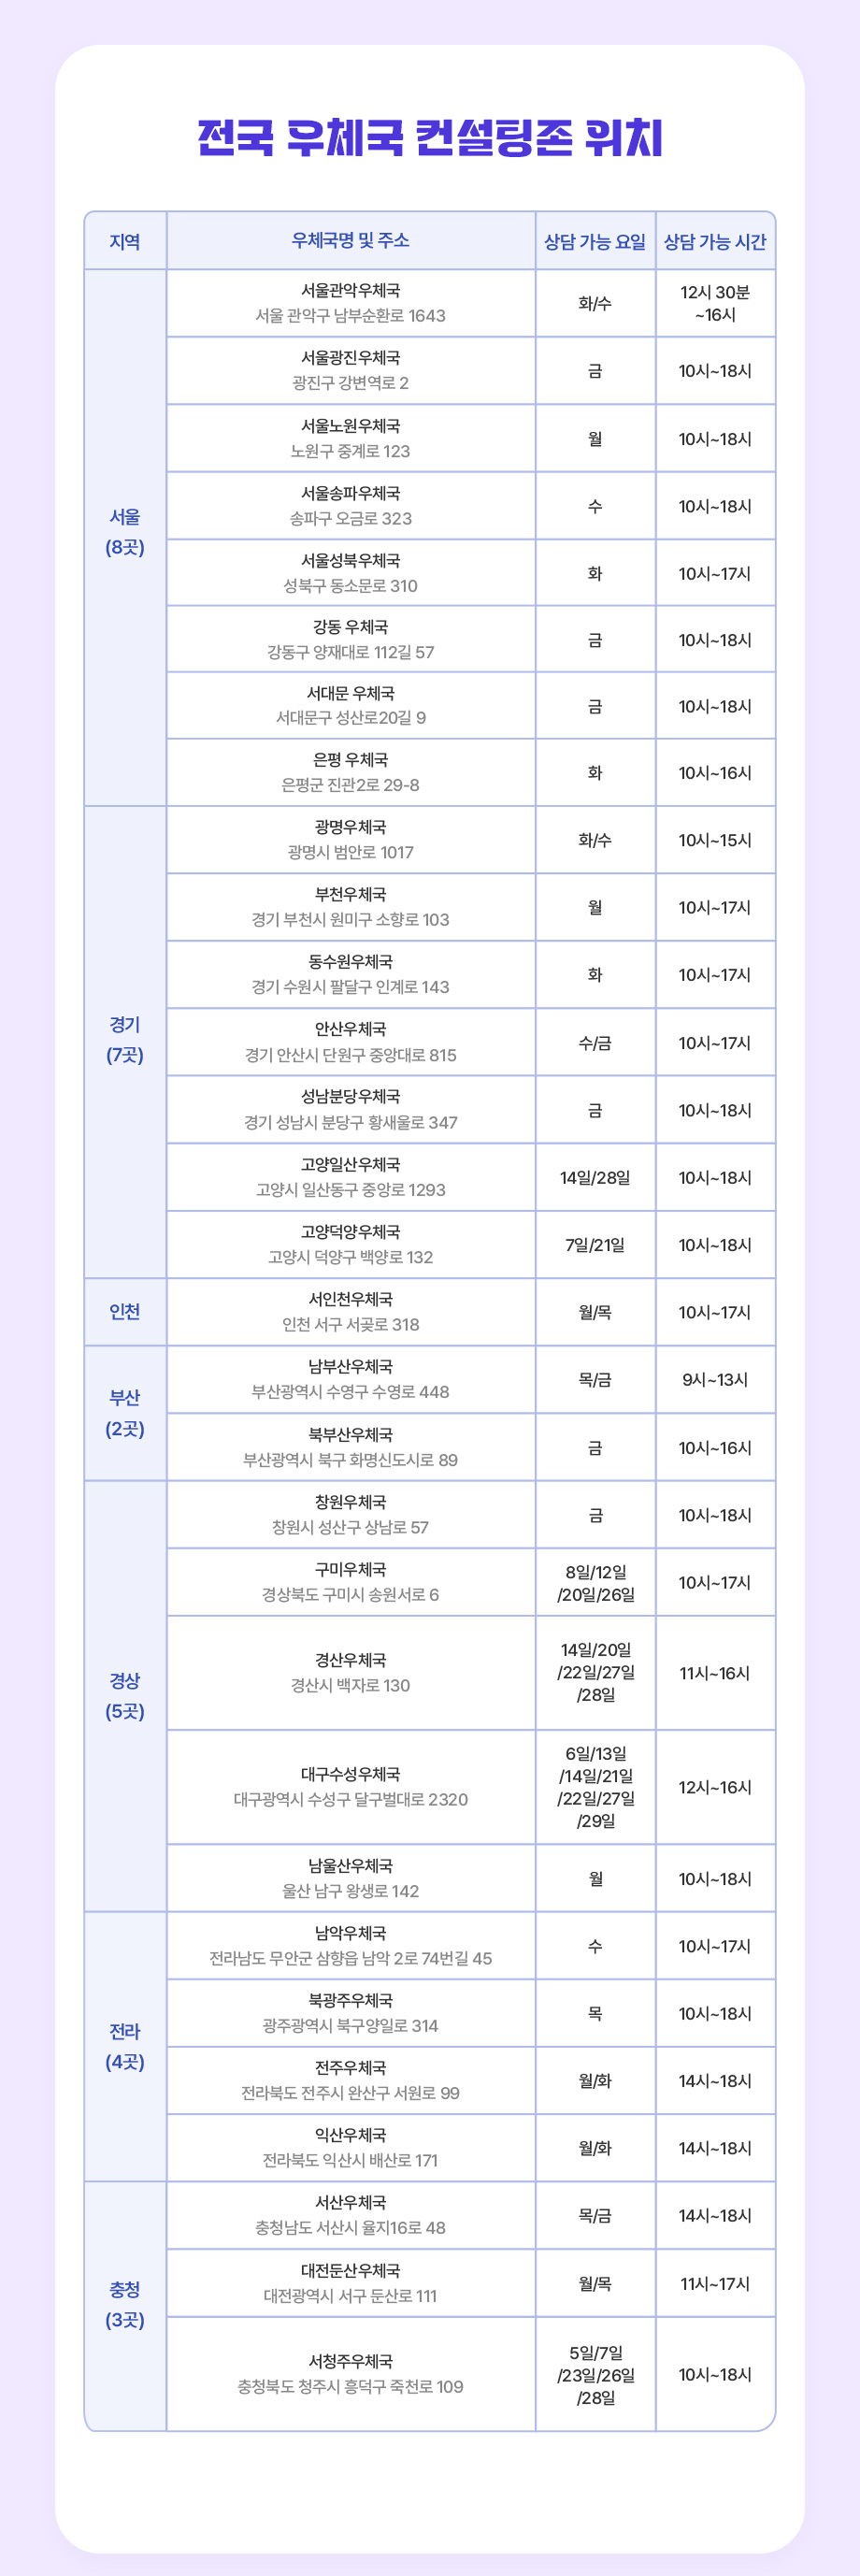 전국 우체국 컨설팅존 위치
지역
우체국명 및 주소
상담 가능 요일
상담 가능 시간
서울
(8곳)
서울관악우체국
서울 관악구 남부순환로 1643
화/수
12시 30분
~16시
서울광진우체국
광진구 강변역로 2
금
10시~18시
서울노원우체국
노원구 중계로 123
월
10시~18시
서울송파우체국
송파구 오금로 323
수
10시~18시
서울성북우체국
성북구 동소문로 310
화
10시~17시
강동 우체국
강동구 양재대로 112길 57
금
10시~18시
서대문 우체국
서대문구 성산로20길 9
금
10시~18시
은평 우체국
은평군 진관2로 29-8
화
10시~16시
경기
(7곳)
광명우체국
광명시 범안로 1017
화/수
10시~15시
부천우체국
경기 부천시 원미구 소향로 103
월
10시~17시
동수원우체국
경기 수원시 팔달구 인계로 143
화
10시~17시
안산우체국
경기 안산시 단원구 중앙대로 815
수/금
10시~17시
성남분당우체국
경기 성남시 분당구 황새울로 347
금
10시~18시
고양일산우체국
고양시 일산동구 중앙로 1293
14일/28일
10시~18시
고양덕양우체국
고양시 덕양구 백양로 132
7일/21일
10시~18시
인천
서인천우체국
인천 서구 서곶로 318
월/목
10시~17시
부산
(2곳)
남부산우체국
부산광역시 수영구 수영로 448
목/금
9시~13시
북부산우체국
부산광역시 북구 화명신도시로 89
금
10시~16시
경상
(5곳)
창원우체국
창원시 성산구 상남로 57
금
10시~18시
구미우체국
경상북도 구미시 송원서로 6
8일/12일
/20일/26일
10시~17시
경산우체국
경산시 백자로 130
14일/20일
/22일/27일
/28일
11시~16시
대구수성우체국
대구광역시 수성구 달구벌대로 2320
6일/13일
/14일/21일
/22일/27일
/29일
12시~16시
남울산우체국
울산 남구 왕생로 142
월
10시~18시
전라
(4곳)
남악우체국
전라남도 무안군 삼향읍 남악 2로 74번길 45
수
10시~17시
북광주우체국
광주광역시 북구양일로 314
목
10시~18시
전주우체국
전라북도 전주시 완산구 서원로 99
월/화
14시~18시
익산우체국
전라북도 익산시 배산로 171
월/화
14시~18시
충청
(3곳)
서산우체국
충청남도 서산시 율지16로 48
목/금
14시~18시
대전둔산우체국
대전광역시 서구 둔산로 111
월/목
11시~17시
서청주우체국
충청북도 청주시 흥덕구 죽천로 109
5일/7일
/23일/26일
/28일
10시~18시